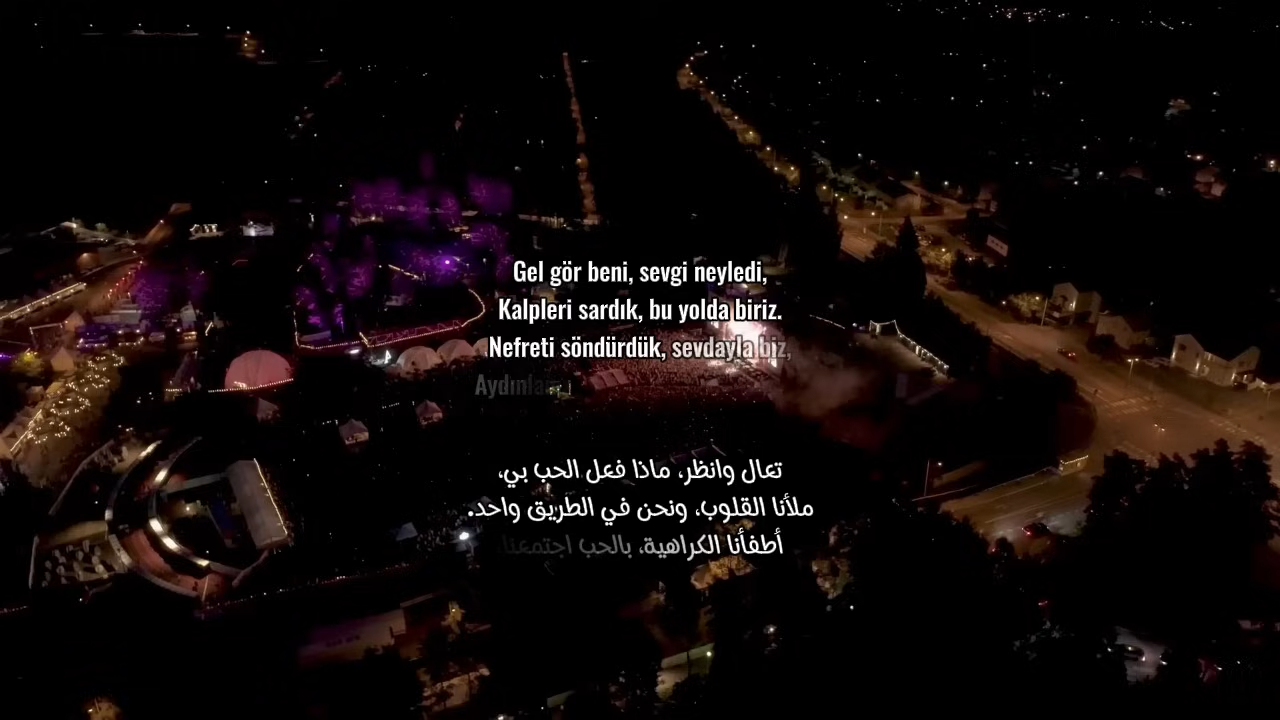 Gel gör beni, sevgi neyledi,
Kalpleri sardık, bu yolda biriz.
Nefreti söndürdük, sevdayla biz,
تعال وانظر، ماذا فعل الحب بي،
ملأنا القلوب، ونحن في الطريق واحد.
أطفأنا الكراهية، بالحب اجتمعنا،